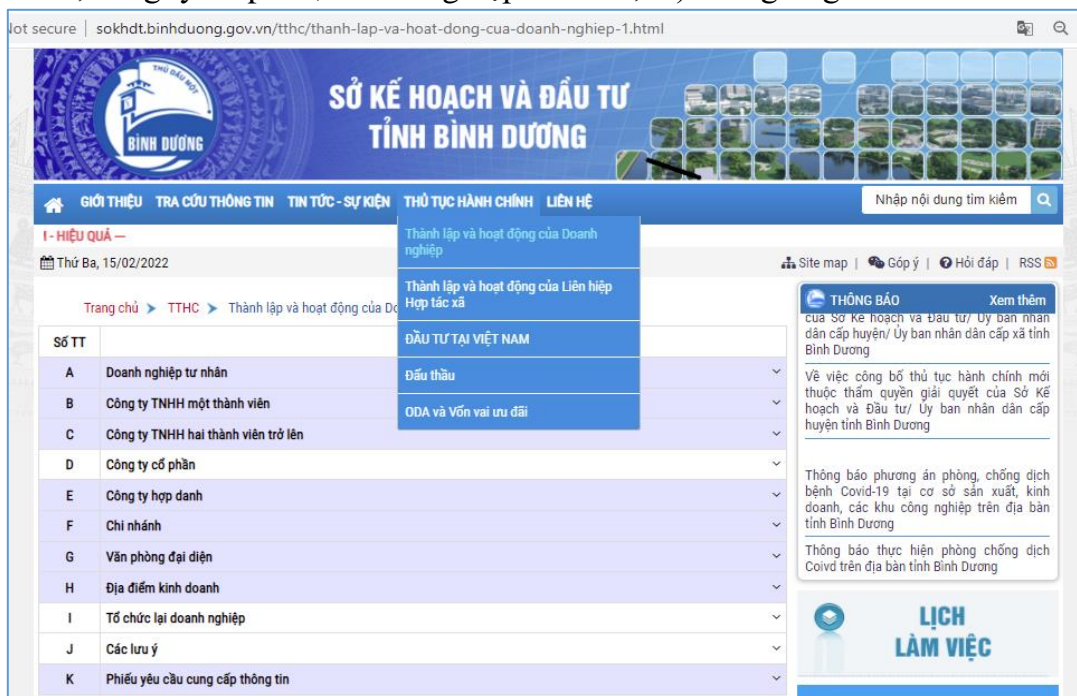 Not secure | sokhdt.binhduong.gov.vn/tthc/thanh-lap-va-hoat-dong-cua-doanh-nghiep-1.html
THỦ DẦU MỘT
BÌNH DƯƠNG
SỞ KẾ HOẠCH VÀ ĐẦU TƯ
TỈNH BÌNH DƯƠNG
GIỚI THIỆU TRA CỨU THÔNG TIN TIN TỨC - SỰ KIỆN THỦ TỤC HÀNH CHÍNH LIÊN HỆ
Nhập nội dung tìm kiếm
- HIỆU QUẢ —
Thứ Ba, 15/02/2022
Site map | Góp ý | Hỏi đáp | RSS
Thành lập và hoạt động của Doanh
nghiệp
Thành lập và hoạt động của Liên hiệp
Hợp tác xã
ĐẦU TƯ TẠI VIỆT NAM
Đấu thầu
ODA và Vốn vai ưu đãi
Trang chủ ➤ TTHC ➤ Thành lập và hoạt động của
Số TT
A Doanh nghiệp tư nhân
B Công ty TNHH một thành viên
C Công ty TNHH hai thành viên trở lên
D Công ty cổ phần
E Công ty hợp danh
F Chi nhánh
G Văn phòng đại diện
H Địa điểm kinh doanh
I Tổ chức lại doanh nghiệp
J Các lưu ý
K Phiếu yêu cầu cung cấp thông tin
THÔNG BÁO Xem thêm
của Sở Kế hoạch và Đầu tư/ Ủy ban nhân
dân cấp huyện/ Ủy ban nhân dân cấp xã tỉnh
Bình Dương
Về việc công bố thủ tục hành chính mới
thuộc thẩm quyền giải quyết của Sở Kế
hoạch và Đầu tư/ Ủy ban nhân dân cấp
huyện tỉnh Bình Dương
Thông báo phương án phòng, chống dịch
bệnh Covid-19 tại cơ sở sản xuất, kinh
doanh, các khu công nghiệp trên địa bàn
tỉnh Bình Dương
Thông báo thực hiện phòng chống dịch
Coivd trên địa bàn tỉnh Bình Dương
LỊCH
LÀM VIỆC